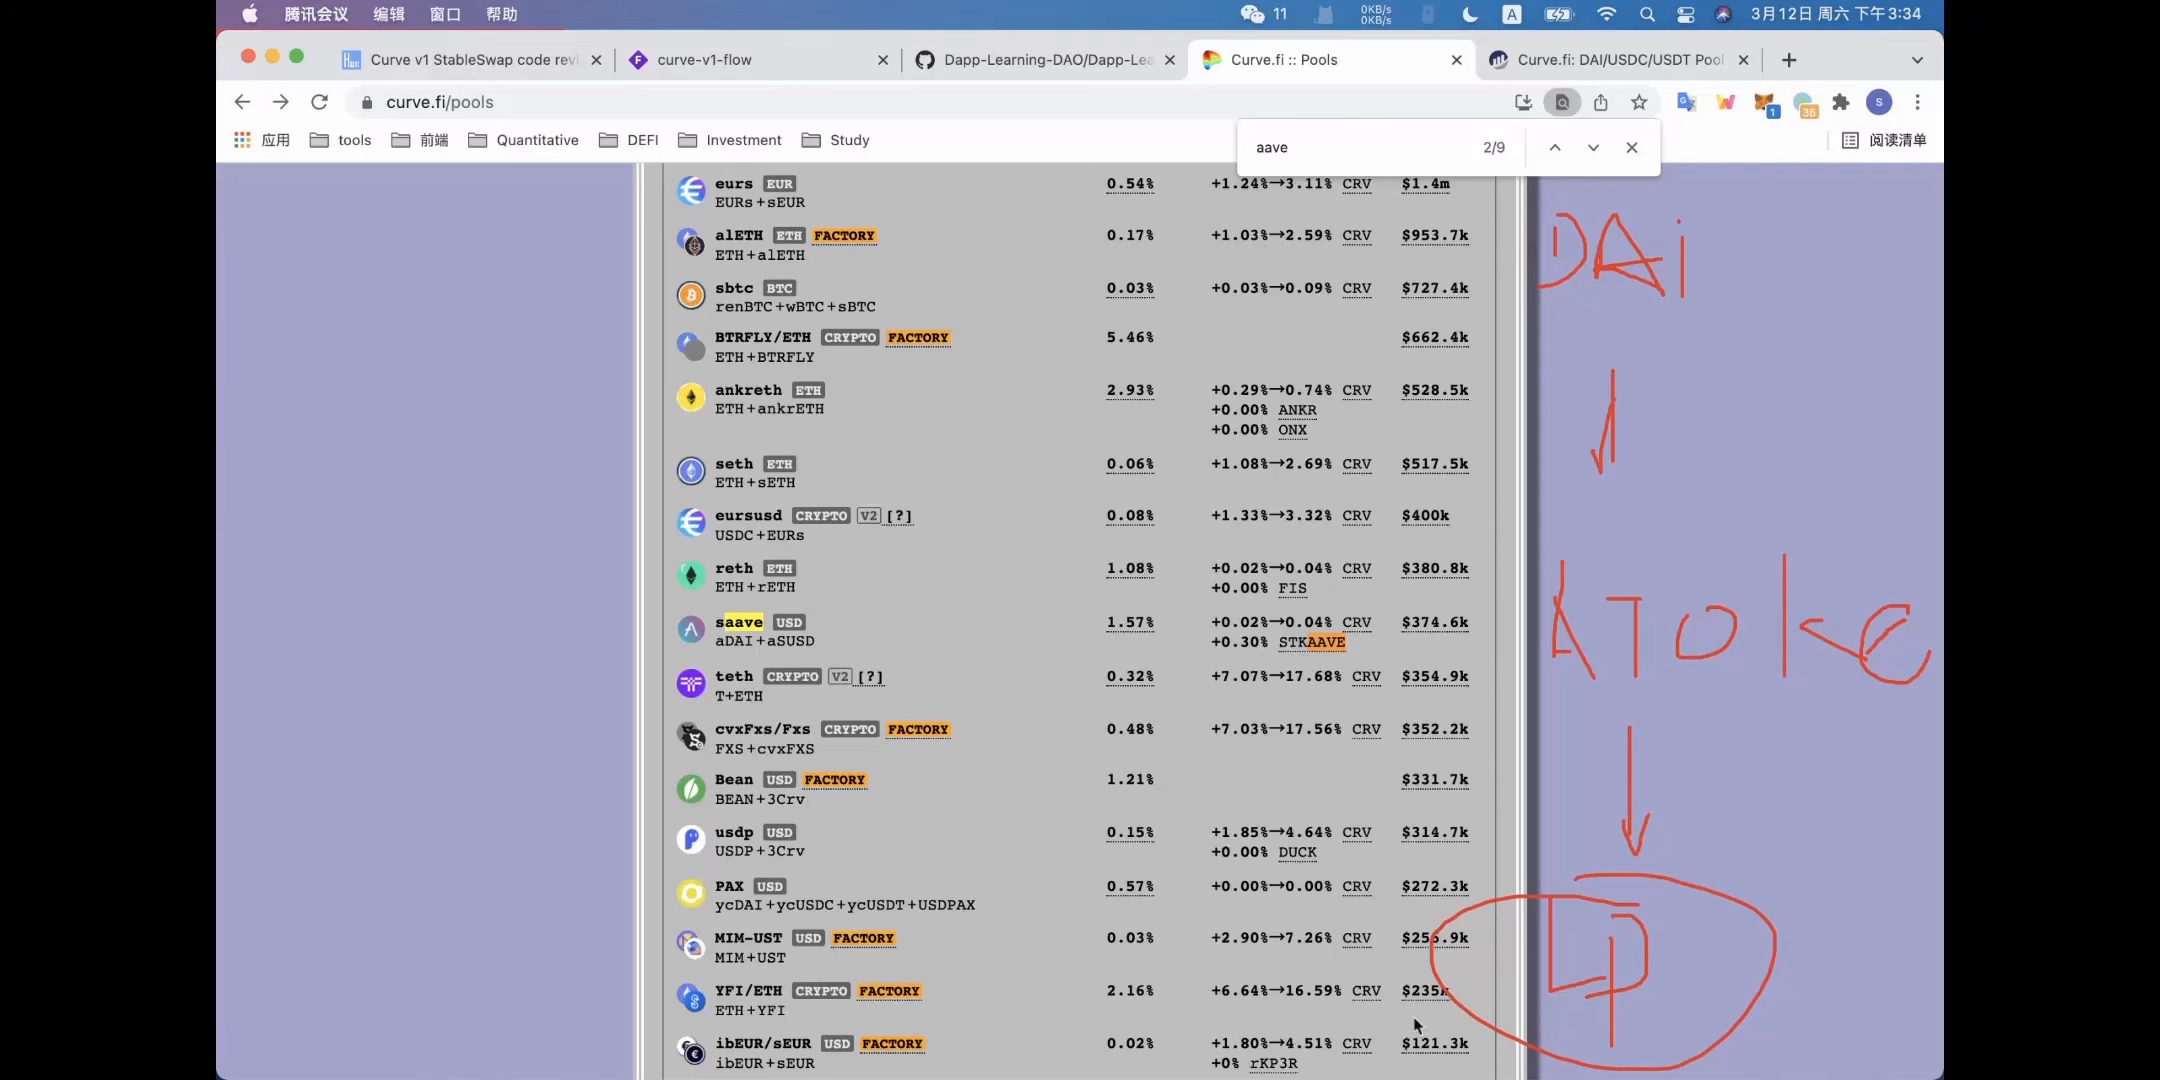 腾讯会议 编辑 窗口 帮助 11 0KB/s 0KB/s A 3月12日 周六 下午3:34
Curve v1 StableSwap code revi curve-v1-flow Dapp-Learning-DAO/Dapp-Lea Curve.fi :: Pools Curve.fi: DAI/USDC/USDT Pool
curve.fi/pools 1 36 S
应用 tools 前端 Quantitative DEFI Investment Study 阅读清单
aave 2/9
eurs EUR 0.54% +1.24%→3.11% CRV $1.4m
EURs+sEUR
alETH ETH FACTORY 0.17% +1.03%→2.59% CRV $953.7k
ETH+alETH
sbtc BTC 0.03% +0.03%→0.09% CRV $727.4k
renBTC+wBTC+sBTC
BTRFLY/ETH CRYPTO FACTORY 5.46% $662.4k
ETH+BTRFLY
ankreth ETH 2.93% +0.29%→0.74% CRV $528.5k
ETH+ankrETH +0.00% ANKR
+0.00% ONX
seth ETH 0.06% +1.08%→2.69% CRV $517.5k
ETH+sETH
eursusd CRYPTO V2 [?] 0.08% +1.33%→3.32% CRV $400k
USDC+EURs
reth ETH 1.08% +0.02%→0.04% CRV $380.8k
ETH+rETH +0.00% FIS
saave USD 1.57% +0.02%→0.04% CRV $374.6k
aDAI+aSUSD +0.30% STKAAVE
teth CRYPTO V2 [?] 0.32% +7.07%→17.68% CRV $354.9k
T+ETH
cvxFxs/Fxs CRYPTO FACTORY 0.48% +7.03%→17.56% CRV $352.2k
FXS+cvxFXS
Bean USD FACTORY 1.21% $331.7k
BEAN+3Crv
usdp USD 0.15% +1.85%→4.64% CRV $314.7k
USDP+3Crv +0.00% DUCK
PAX USD 0.57% +0.00%→0.00% CRV $272.3k
ycDAI+ycUSDC+ycUSDT+USDPAX
MIM-UST USD FACTORY 0.03% +2.90%→7.26% CRV
MIM+UST
YFI/ETH CRYPTO FACTORY 2.16% +6.64%→16.59% CRV $235k
ETH+YFI
ibEUR/sEUR USD FACTORY 0.02% +1.80%→4.51% CRV $121.3k
ibEUR+sEUR +0% rKP3R
DAi
ATOKe
LP